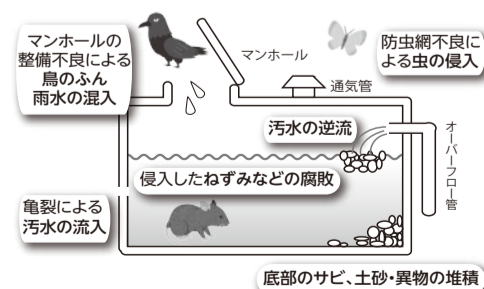 マンホールの
整備不良による
鳥のふん
雨水の混入
マンホール
通気管
防虫網不良に
よる虫の侵入
汚水の逆流
オーバーフロー管
侵入したねずみなどの腐敗
亀裂による
汚水の流入
底部のサビ、土砂・異物の堆積